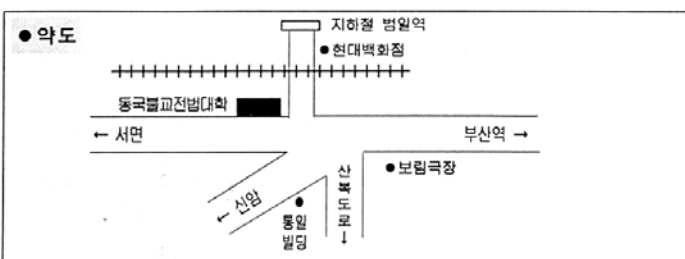 ● 약도
지하철 범일역
● 현대백화점
동국불교전법대학
← 서면
부산역 →
← 신암
● 통일
빌딩
산복도로 ↓
● 보림극장